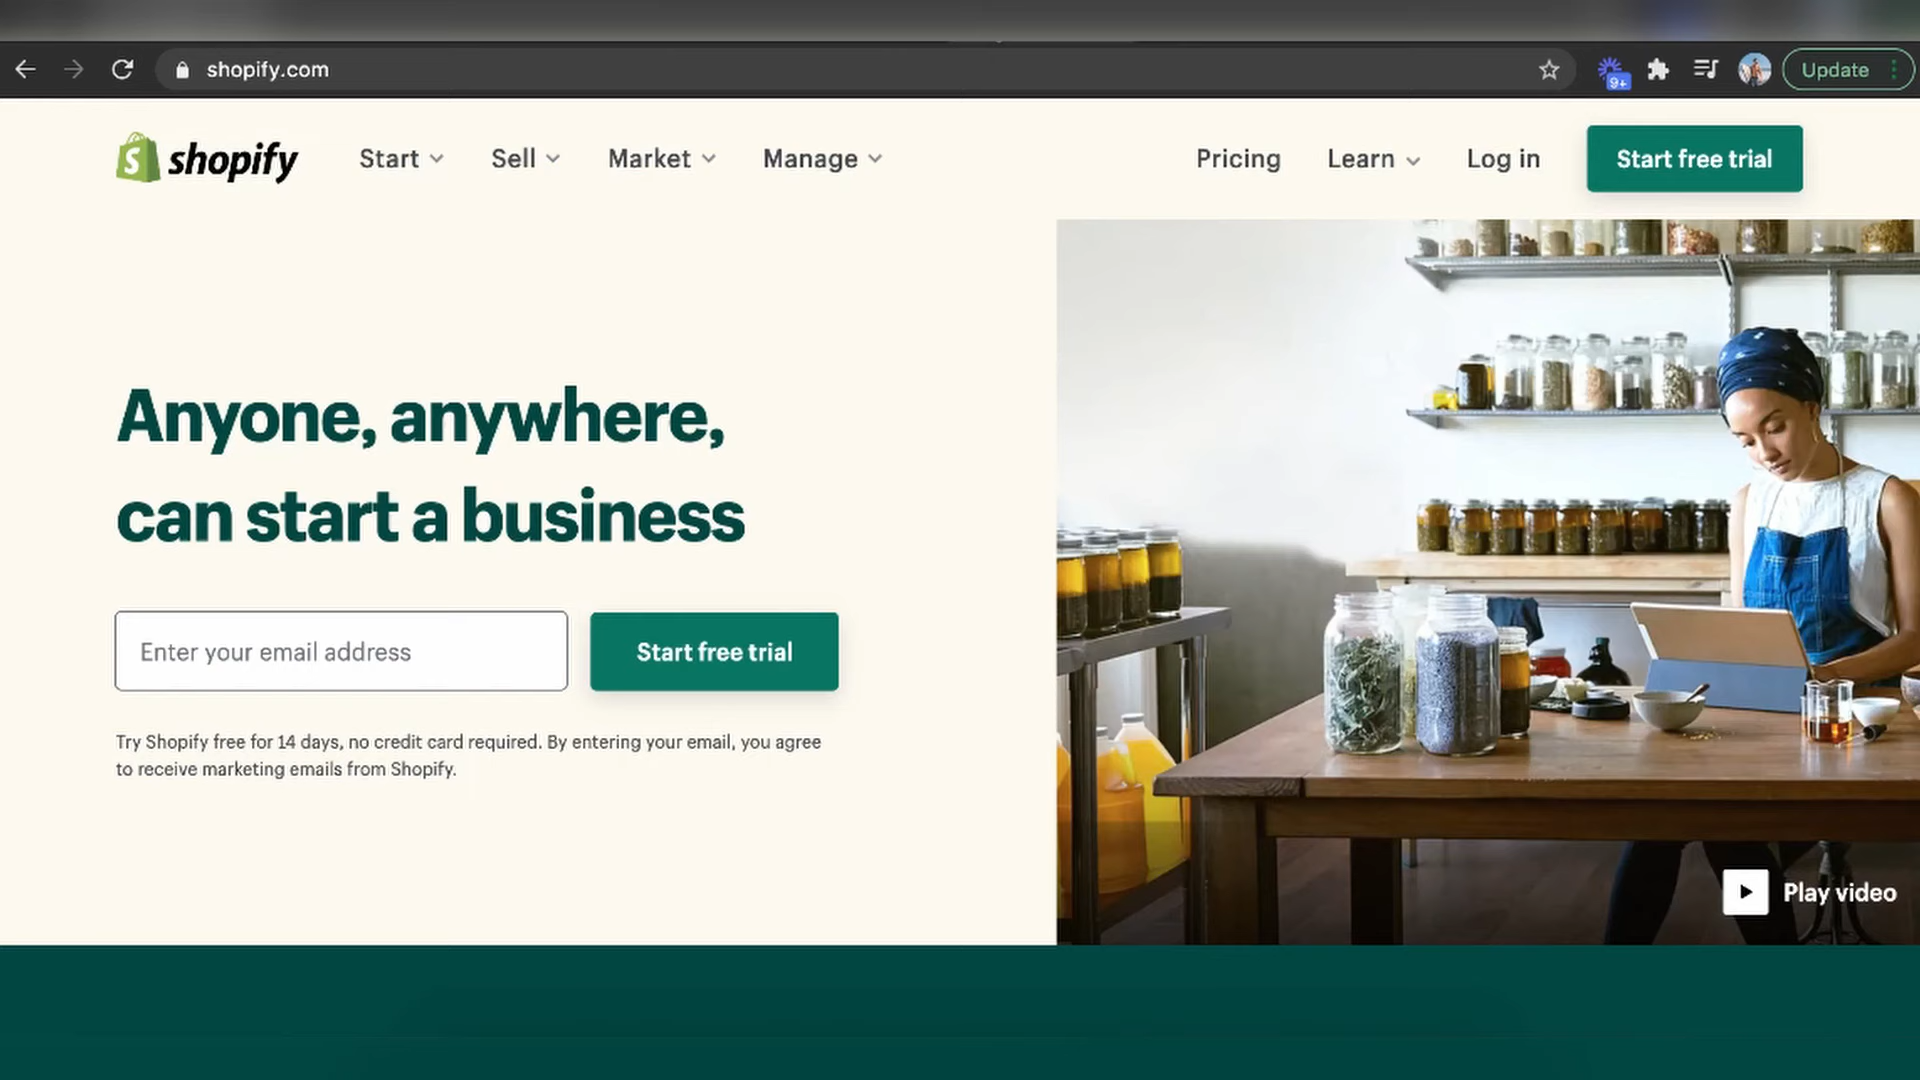 shopify.com
9+
Update
shopify
Start
Sell
Market
Manage
Pricing
Learn
Log in
Start free trial
Anyone, anywhere,
can start a business
Enter your email address
Start free trial
Try Shopify free for 14 days, no credit card required. By entering your email, you agree
to receive marketing emails from Shopify.
Play video